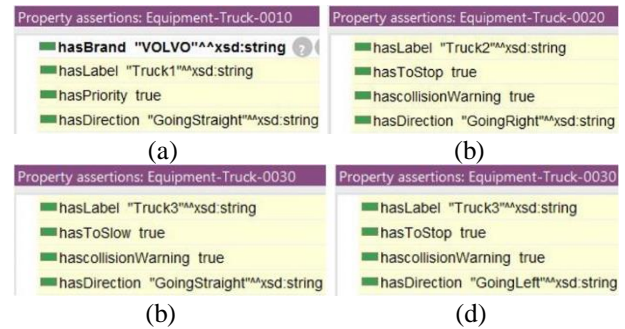 Property assertions: Equipment-Truck-0010
hasBrand "VOLVO"^^xsd:string
hasLabel "Truck1"^^xsd:string
hasPriority true
hasDirection "GoingStraight"^^xsd:string
(a)
Property assertions: Equipment-Truck-0020
hasLabel "Truck2"^^xsd:string
hasToStop true
hascollisionWarning true
hasDirection "GoingRight"^^xsd:string
(b)
Property assertions: Equipment-Truck-0030
hasLabel "Truck3"^^xsd:string
hasToSlow true
hascollisionWarning true
hasDirection "GoingStraight"^^xsd:string
(b)
Property assertions: Equipment-Truck-0030
hasLabel "Truck3"^^xsd:string
hasToStop true
hascollisionWarning true
hasDirection "GoingLeft"^^xsd:string
(d)